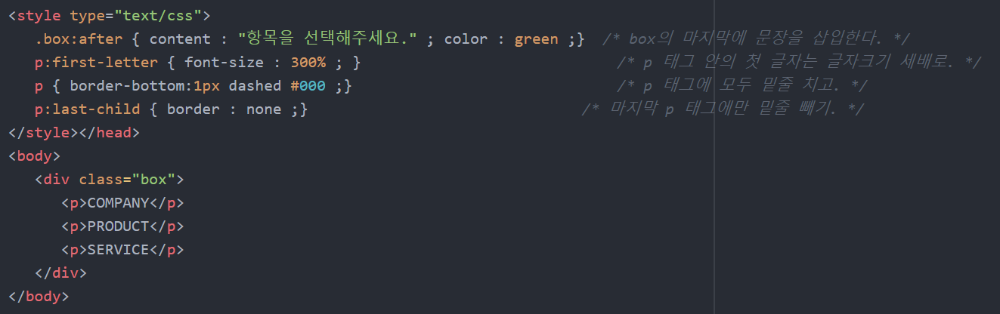 <style type="text/css">
.box:after { content : "항목을 선택해주세요." ; color : green ;} /* box의 마지막에 문장을 삽입한다. */
p:first-letter { font-size : 300% ; } /* p 태그 안의 첫 글자는 글자크기 세배로. */
p { border-bottom:1px dashed #000 ;} /* p 태그에 모두 밑줄 치고. */
p:last-child { border : none ;} /* 마지막 p 태그에만 밑줄 빼기. */
</style></head>
<body>
<div class="box">
<p>COMPANY</p>
<p>PRODUCT</p>
<p>SERVICE</p>
</div>
</body>